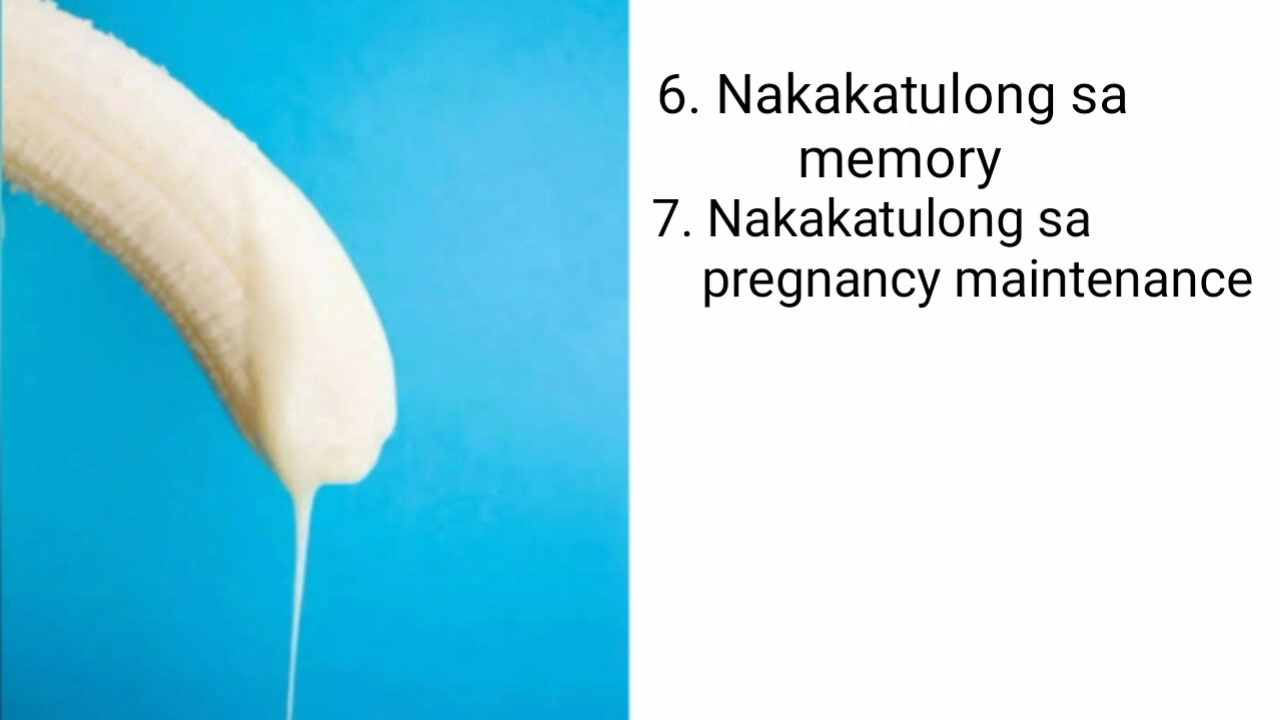 6. Nakakatulong sa
memory
7. Nakakatulong sa
pregnancy maintenance